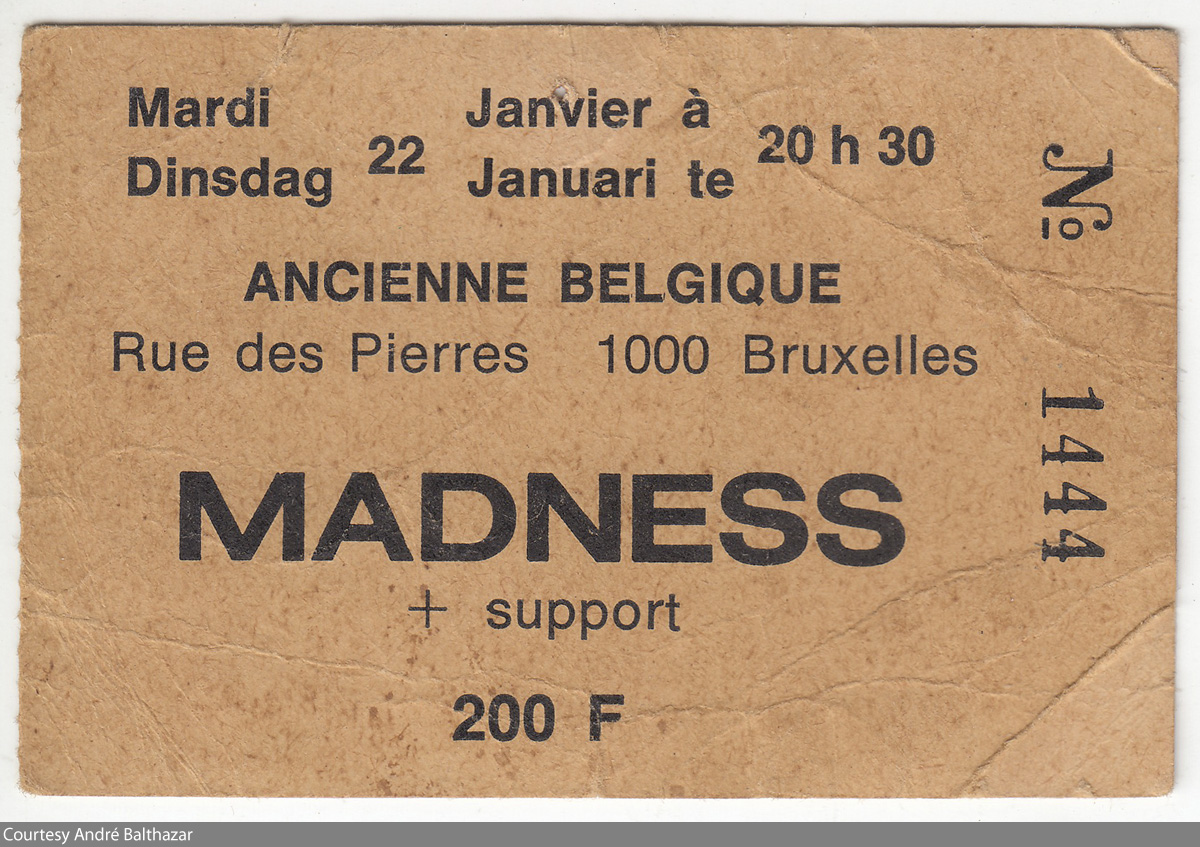 Mardi
Dinsdag
22
Janvier à
Januari te
20 h 30
ANCIENNE BELGIQUE
Rue des Pierres 1000 Bruxelles
MADNESS
+ support
200 F
No 1444
Courtesy André Balthazar